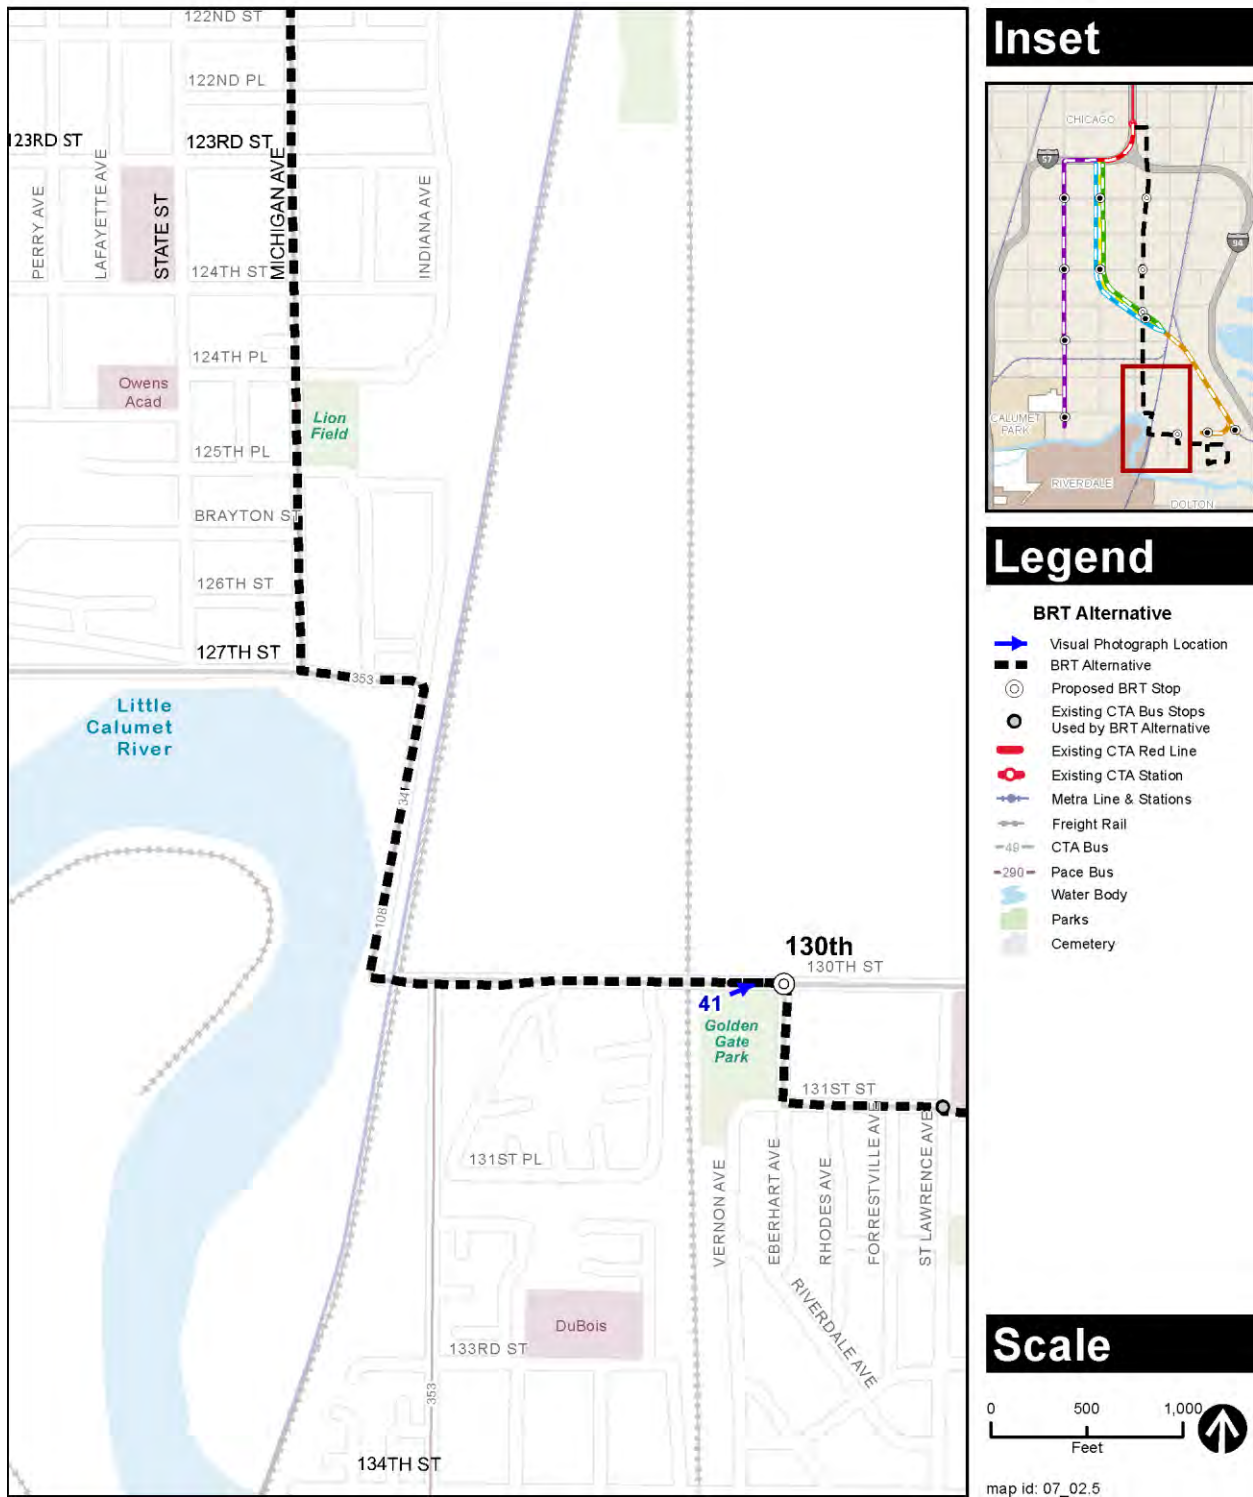 122ND ST
122ND PL
123RD ST
123RD ST
PERRY AVE
LAFAYETTE AVE
STATE ST
MICHIGAN AVE
INDIANA AVE
124TH ST
124TH PL
Owens
Acad
Lion
Field
125TH PL
BRAYTON ST
126TH ST
127TH ST
353
Little
Calumet
River
34
108
130th
130TH ST
41
Golden
Gate
Park
131ST ST
131ST PL
VERNON AVE
EBERHART AVE
RHODES AVE
FORRESTVILLE AVE
ST LAWRENCE AVE
RIVERDALE AVE
DuBois
133RD ST
353
134TH ST
Inset
CHICAGO
57
94
CALUMET
PARK
RIVERDALE
DOLTON
Legend
BRT Alternative
Visual Photograph Location
BRT Alternative
Proposed BRT Stop
Existing CTA Bus Stops
Used by BRT Alternative
Existing CTA Red Line
Existing CTA Station
Metra Line & Stations
Freight Rail
49
CTA Bus
290
Pace Bus
Water Body
Parks
Cemetery
Scale
0 500 1,000
Feet
map id: 07_02.5